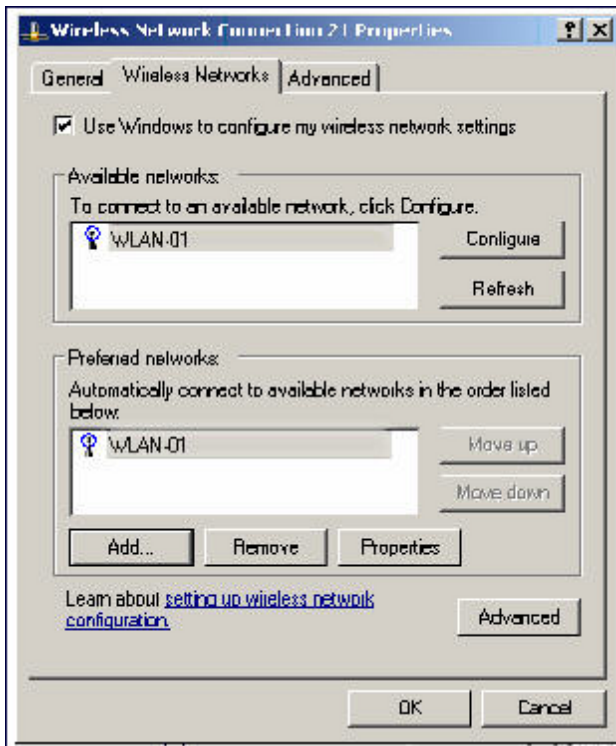 Wireless Network Connection 21 Properties
General Wireless Networks Advanced
Use Windows to configure my wireless network settings
Available networks:
To connect to an available network, click Configure.
WLAN-01
Configure
Refresh
Preferred networks:
Automatically connect to available networks in the order listed
below:
WLAN-01
Move up
Move down
Add... Remove Properties
Learn about setting up wireless network
configuration.
Advanced
OK Cancel